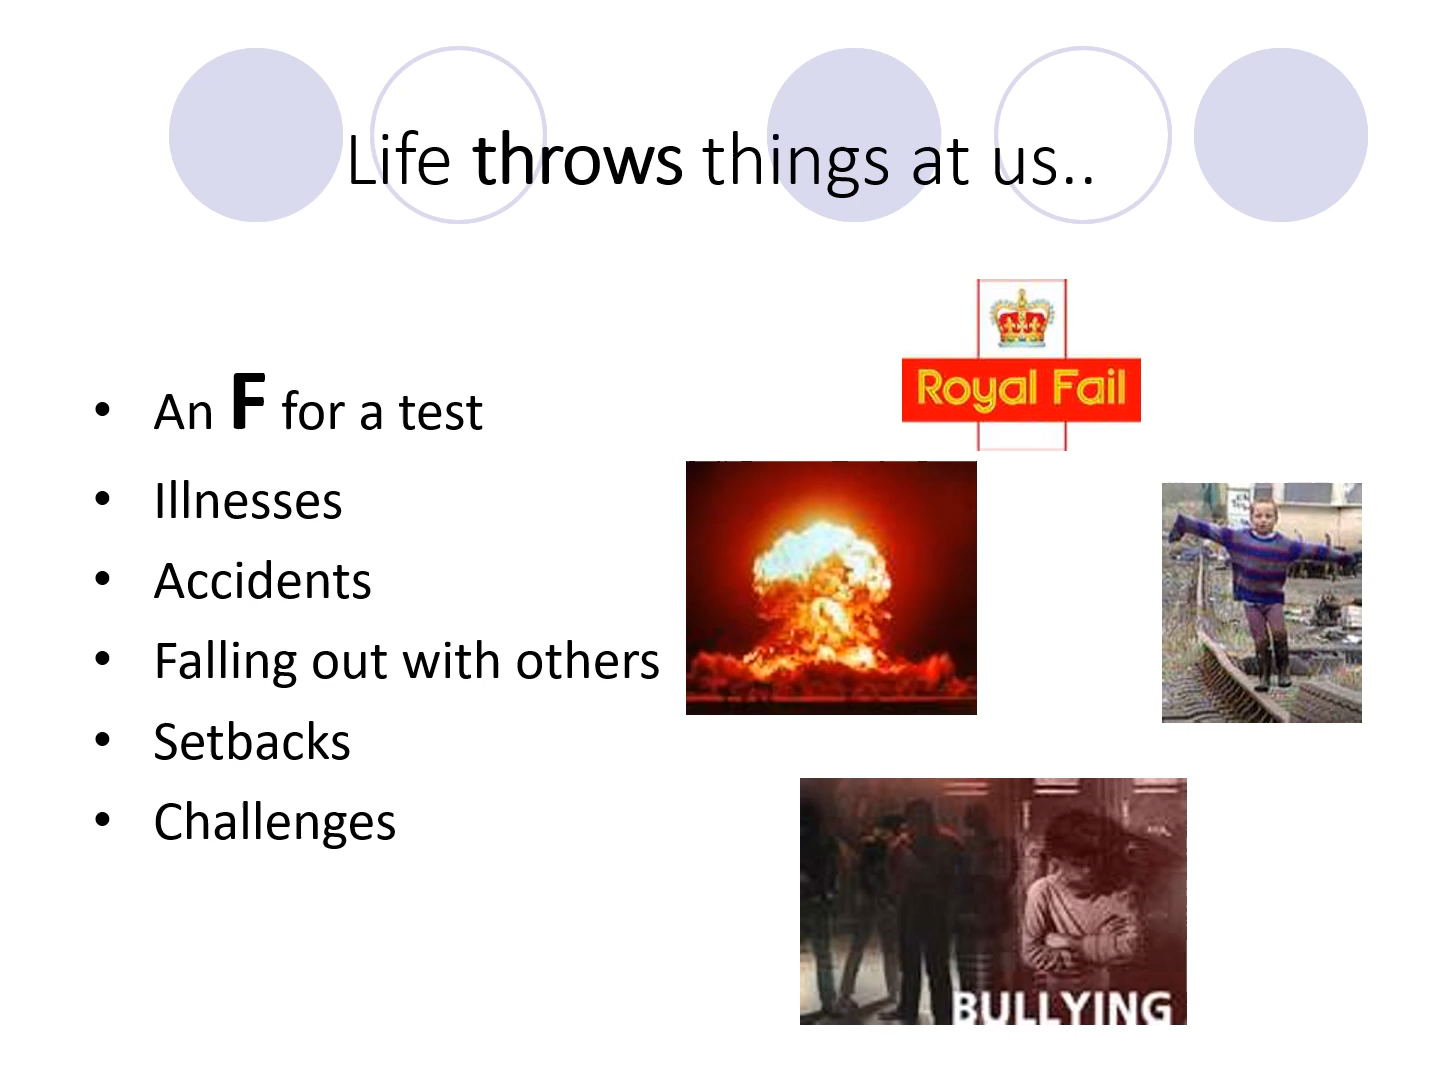 Life throws things at us..
• An F for a test
• Illnesses
• Accidents
• Falling out with others
• Setbacks
• Challenges
Royal Fail
BULLYING